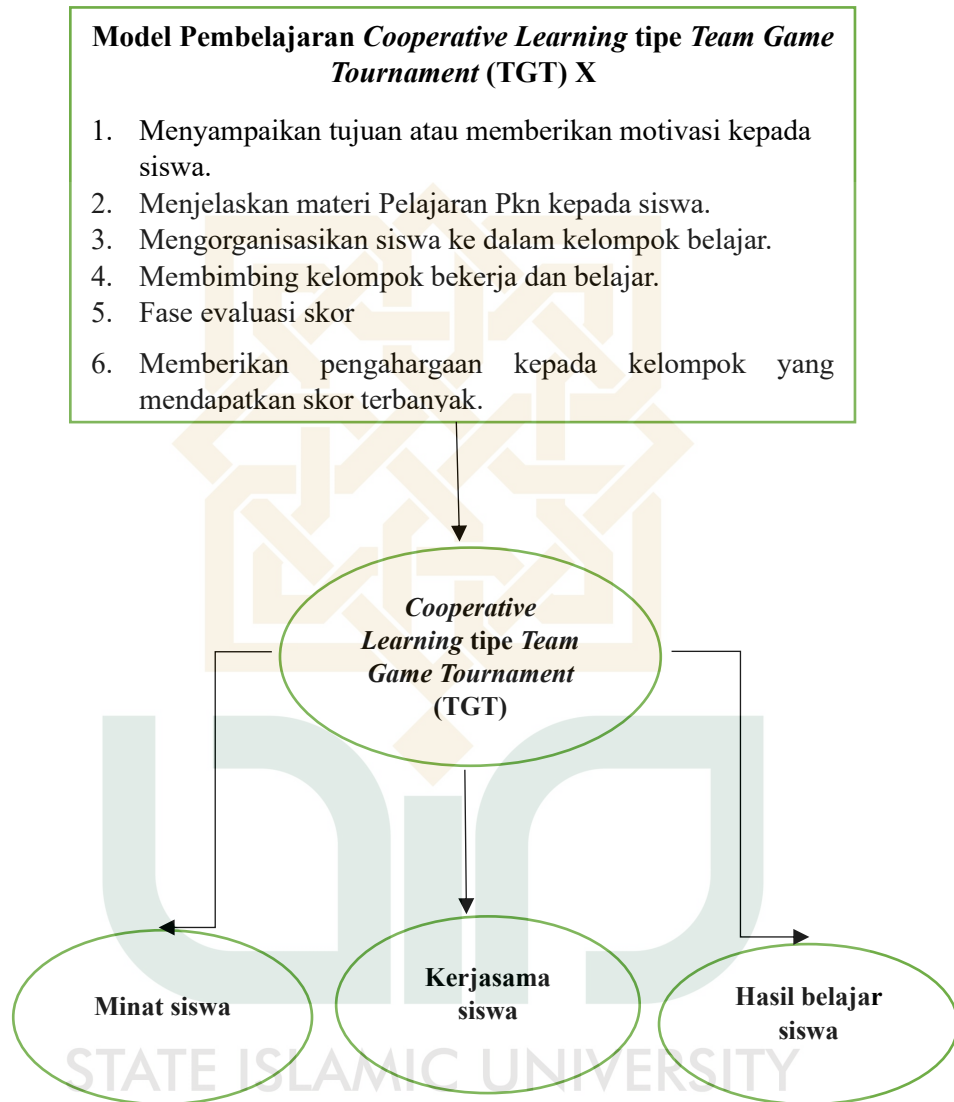 Model Pembelajaran Cooperative Learning tipe Team Game
Tournament (TGT) X
1. Menyampaikan tujuan atau memberikan motivasi kepada
siswa.
2. Menjelaskan materi Pelajaran Pkn kepada siswa.
3. Mengorganisasikan siswa ke dalam kelompok belajar.
4. Membimbing kelompok bekerja dan belajar.
5. Fase evaluasi skor
6. Memberikan pengahargaan kepada kelompok yang
mendapatkan skor terbanyak.
Cooperative
Learning tipe Team
Game Tournament
(TGT)
Minat siswa
Kerjasama
siswa
Hasil belajar
siswa
STATE ISLAMIC UNIVERSITY